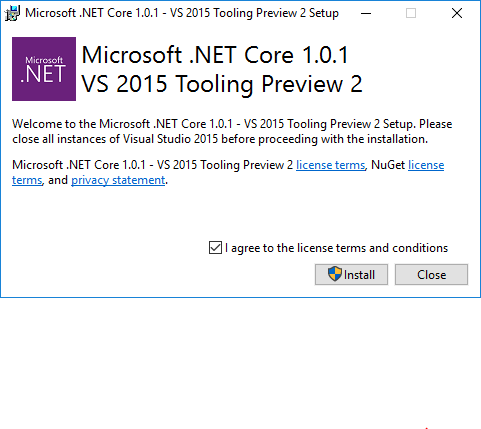 Microsoft .NET Core 1.0.1 - VS 2015 Tooling Preview 2 Setup
Microsoft
.NET
Microsoft .NET Core 1.0.1
VS 2015 Tooling Preview 2
Welcome to the Microsoft .NET Core 1.0.1 - VS 2015 Tooling Preview 2 Setup. Please
close all instances of Visual Studio 2015 before proceeding with the installation.
Microsoft .NET Core 1.0.1 - VS 2015 Tooling Preview 2 license terms, NuGet license
terms, and privacy statement.
I agree to the license terms and conditions
Install
Close